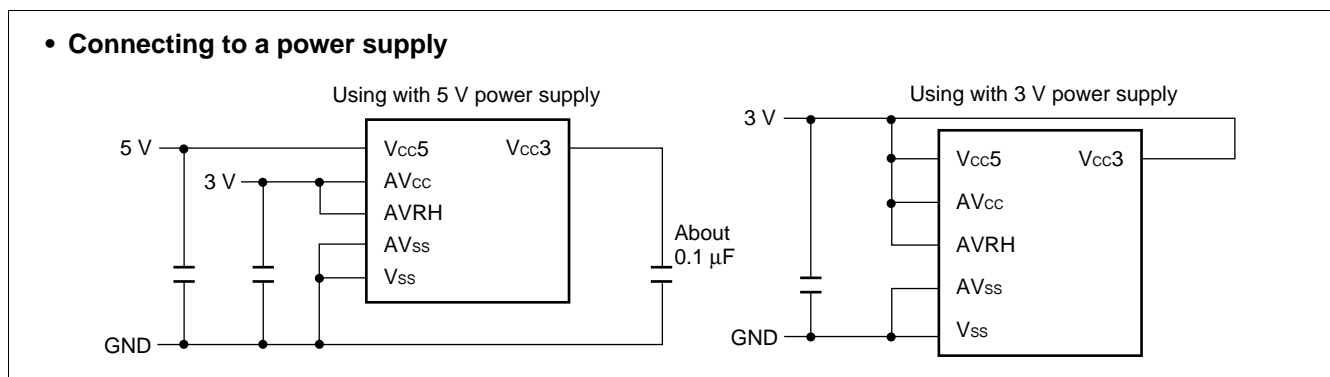 • Connecting to a power supply
Using with 5 V power supply
5 V
3 V
Vcc5
Vcc3
AVcc
AVRH
AVss
Vss
About
0.1 μF
GND
Using with 3 V power supply
3 V
Vcc5
Vcc3
AVcc
AVRH
AVss
Vss
GND